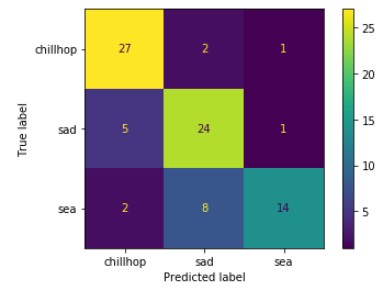 chillhop 27 2 1
sad 5 24 1
sea 2 8 14
chillhop sad sea
Predicted label
True label
25
20
15
10
5